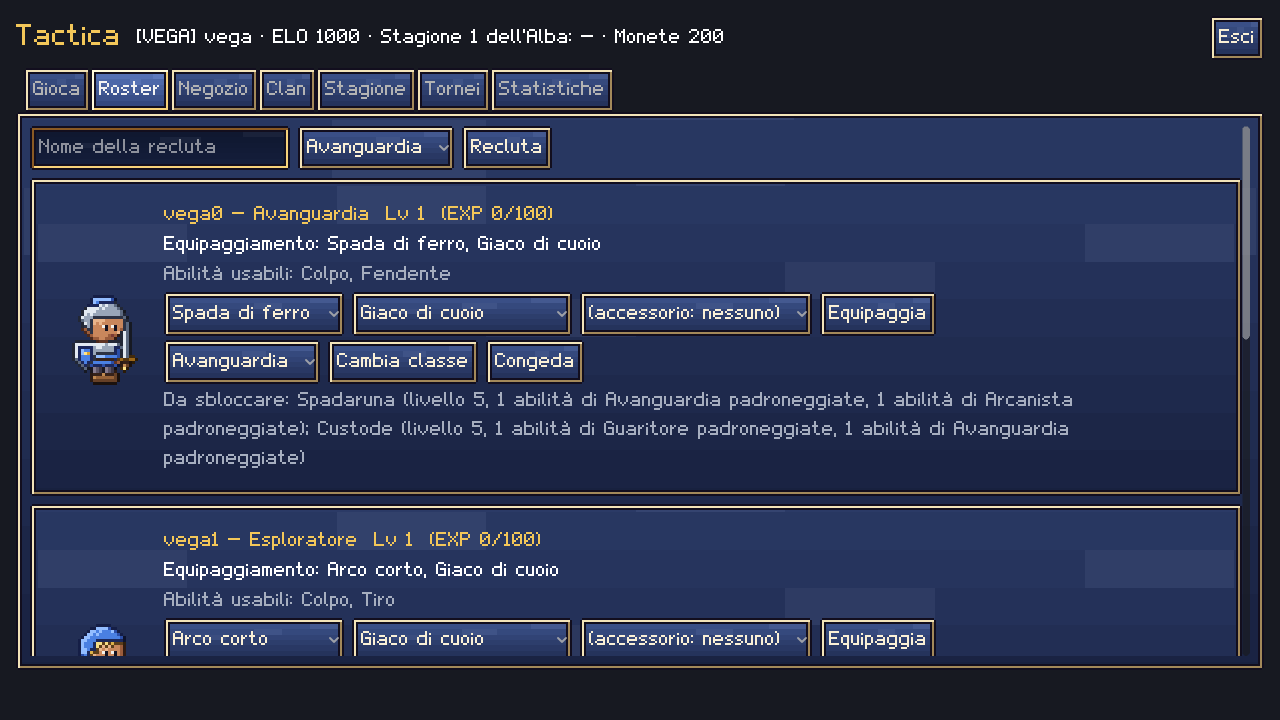 Tactica [VEGA] vega · ELO 1000 · Stagione 1 dell'Alba: — · Monete 200 Esci
Gioca Roster Negozio Clan Stagione Tornei Statistiche
Nome della recluta Avanguardia Recluta
vega0 — Avanguardia Lv 1 (EXP 0/100)
Equipaggiamento: Spada di ferro, Giaco di cuoio
Abilità usabili: Colpo, Fendente
Spada di ferro Giaco di cuoio (accessorio: nessuno) Equipaggia
Avanguardia Cambia classe Congeda
Da sbloccare: Spadaruna (livello 5, 1 abilità di Avanguardia padroneggiate, 1 abilità di Arcanista
padroneggiate); Custode (livello 5, 1 abilità di Guaritore padroneggiate, 1 abilità di Avanguardia
padroneggiate)
vega1 — Esploratore Lv 1 (EXP 0/100)
Equipaggiamento: Arco corto, Giaco di cuoio
Abilità usabili: Colpo, Tiro
Arco corto Giaco di cuoio (accessorio: nessuno) Equipaggia